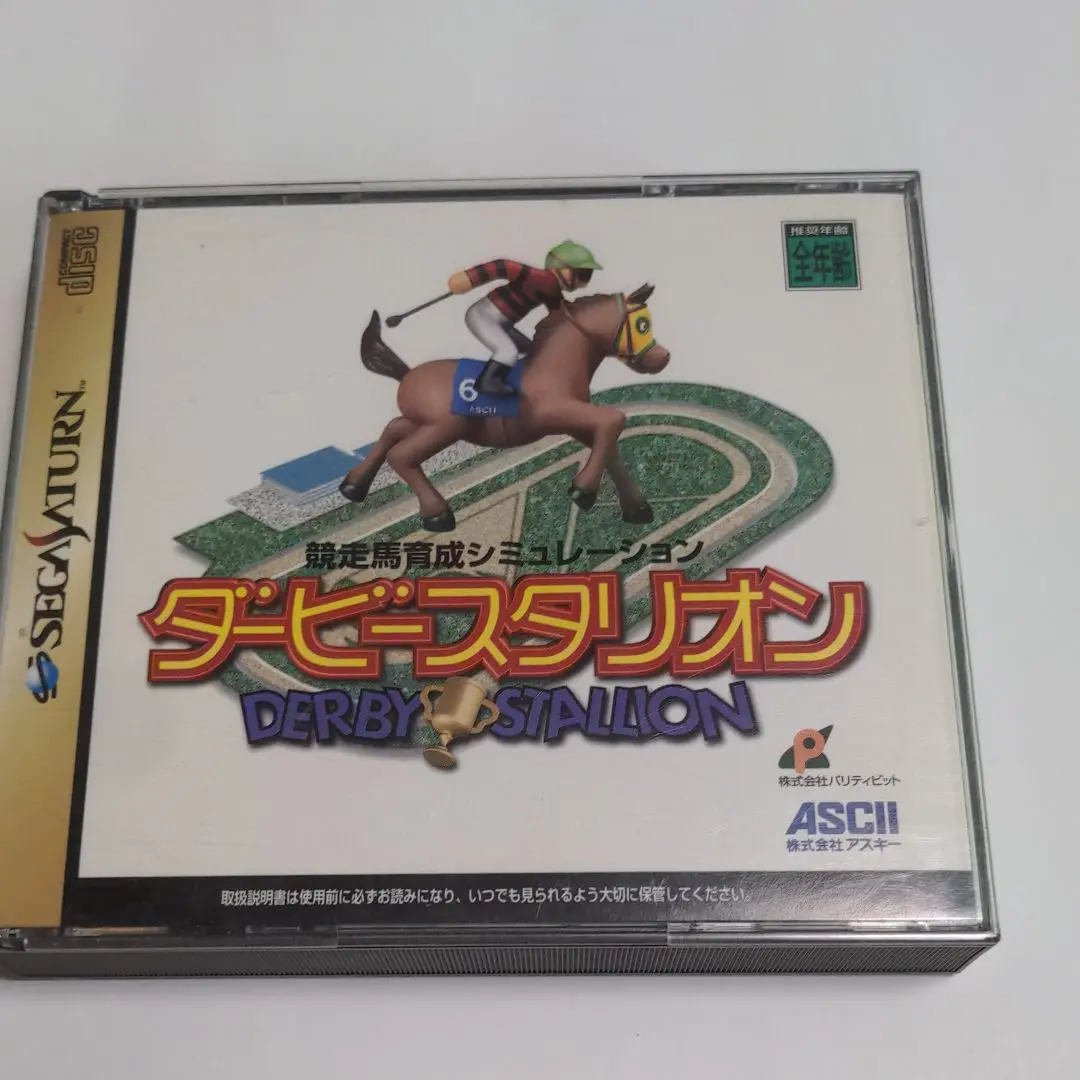 COMPACT
disc
SEGA SATURN™
推奨年齢
全年齢
6
ASCII
競走馬育成シミュレーション
ダービースタリオン
DERBY STALLION
P
株式会社パリティビット
ASCII
株式会社アスキー
取扱説明書は使用前に必ずお読みになり、いつでも見られるよう大切に保管してください。